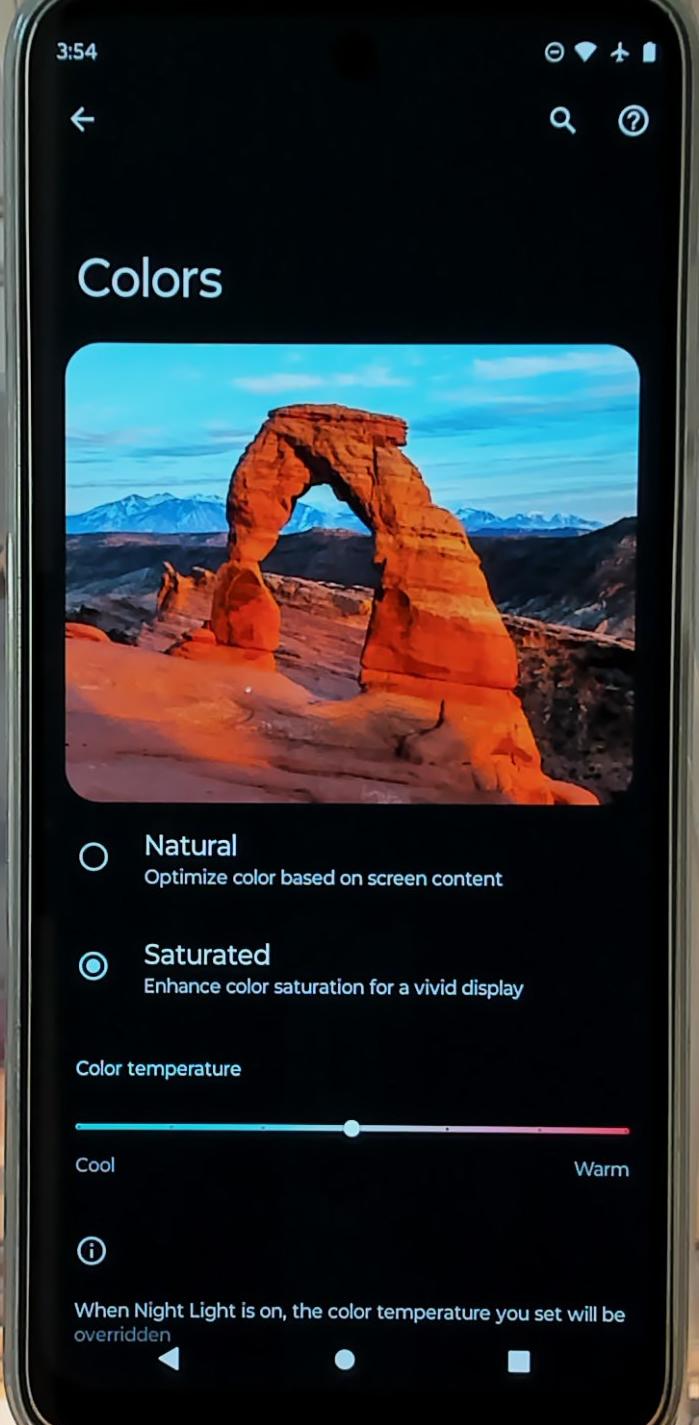 3:54
Colors
Natural
Optimize color based on screen content
Saturated
Enhance color saturation for a vivid display
Color temperature
Cool
Warm
When Night Light is on, the color temperature you set will be
overridden